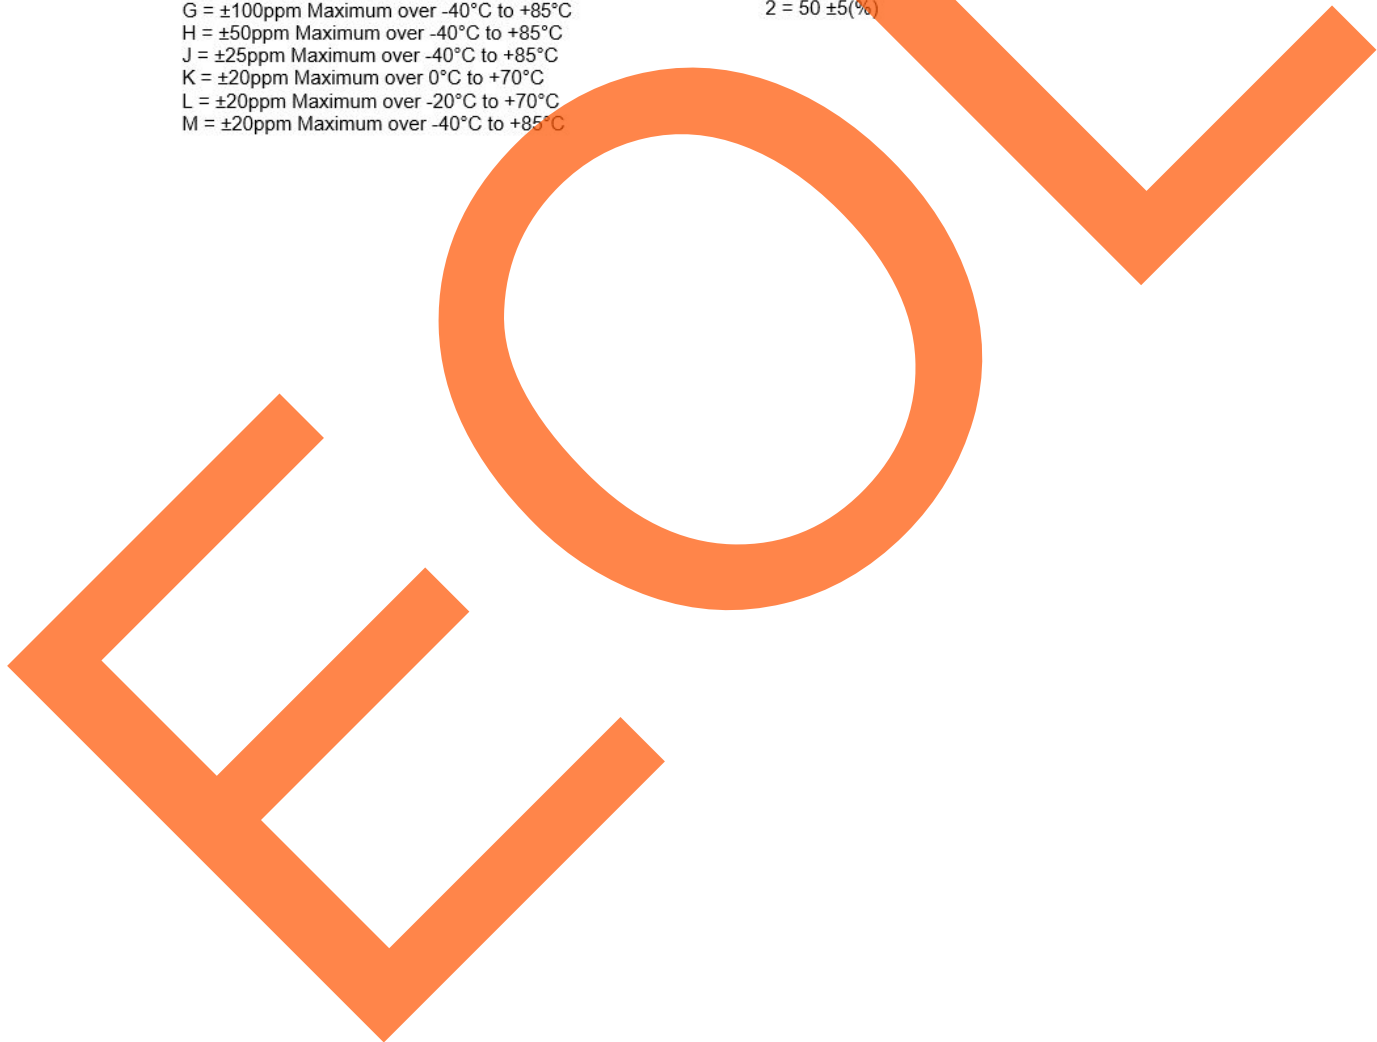 G = ±100ppm Maximum over -40°C to +85°C
H = ±50ppm Maximum over -40°C to +85°C
J = ±25ppm Maximum over -40°C to +85°C
K = ±20ppm Maximum over 0°C to +70°C
L = ±20ppm Maximum over -20°C to +70°C
M = ±20ppm Maximum over -40°C to +85°C
2 = 50 ±5(%)
EOL